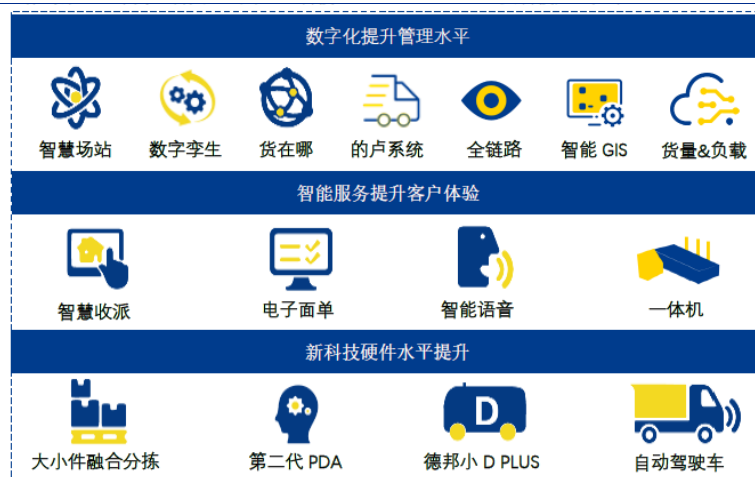 数字化提升管理水平
智慧场站 数字孪生 货在哪 的卢系统 全链路 智能 GIS 货量&负载
智能服务提升客户体验
智慧收派 电子面单 智能语音 一体机
新科技硬件水平提升
D
大小件融合分拣 第二代 PDA 德邦小 D PLUS 自动驾驶车